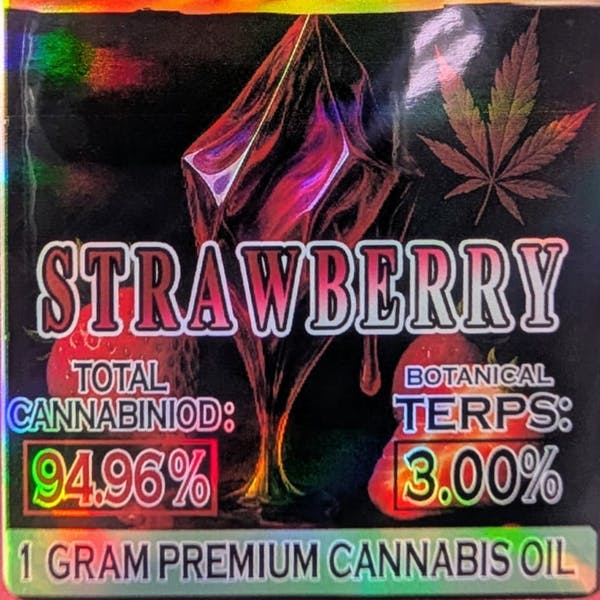 STRAWBERRY
TOTAL
CANNABINIOD:
94.96%
BOTANICAL
TERPS:
3.00%
1 GRAM PREMIUM CANNABIS OIL